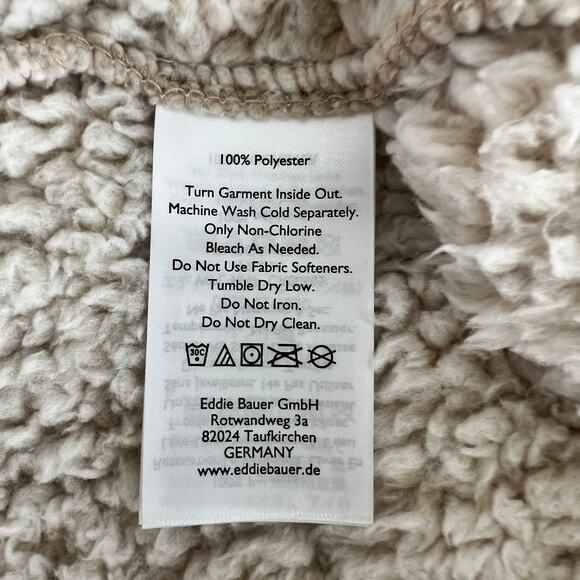 100% Polyester
Turn Garment Inside Out.
Machine Wash Cold Separately.
Only Non-Chlorine
Bleach As Needed.
Do Not Use Fabric Softeners.
Tumble Dry Low.
Do Not Iron.
Do Not Dry Clean.
30C
Eddie Bauer GmbH
Rotwandweg 3a
82024 Taufkirchen
GERMANY
www.eddiebauer.de